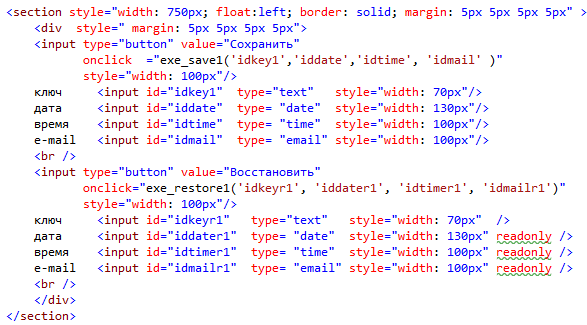 <section style="width: 750px; float:left; border: solid; margin: 5px 5px 5px 5px" >
<div  style=" margin: 5px 5px 5px 5px">
<input type="button" value="Сохранить"
onclick  ="exe_save1('idkey1','iddate','idtime', 'idmail' )"
style="width: 100px"/>
ключ     <input id="idkey1"  type="text"   style="width: 70px"/>
дата     <input id="iddate"  type= "date"  style="width: 130px"/>
время    <input id="idtime"  type= "time"  style="width: 100px"/>
e-mail   <input id="idmail"  type= "email" style="width: 100px"/>
<br />
<input type="button" value="Восстановить"
onclick="exe_restore1('idkeyr1', 'iddater1', 'idtimer1', 'idmailr1')"
style="width: 100px"/>
ключ     <input id="idkeyr1"   type="text"   style="width: 70px"  />
дата     <input id="iddater1"  type= "date"  style="width: 130px" readonly />
время    <input id="idtimer1"  type= "time"  style="width: 100px" readonly />
e-mail   <input id="idmailr1"  type= "email" style="width: 100px" readonly />
<br />
</div>
</section>